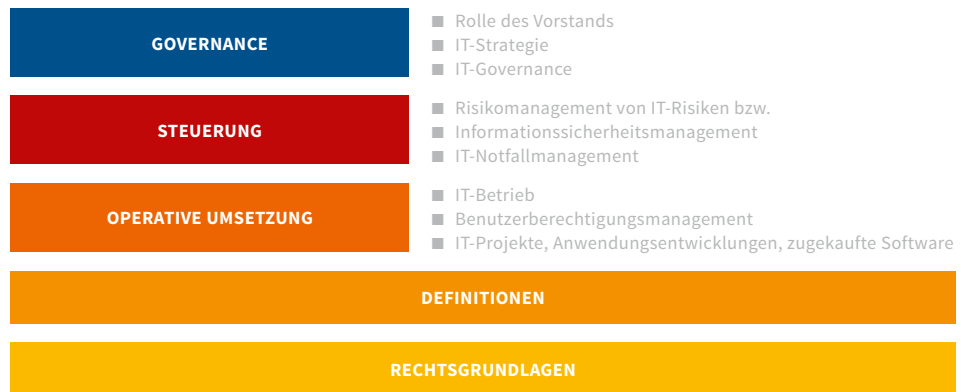 GOVERNANCE
■ Rolle des Vorstands
■ IT-Strategie
■ IT-Governance
STEUERUNG
■ Risikomanagement von IT-Risiken bzw.
■ Informationssicherheitsmanagement
■ IT-Notfallmanagement
OPERATIVE UMSETZUNG
■ IT-Betrieb
■ Benutzerberechtigungsmanagement
■ IT-Projekte, Anwendungsentwicklungen, zugekaufte Software
DEFINITIONEN
RECHTSGRUNDLAGEN